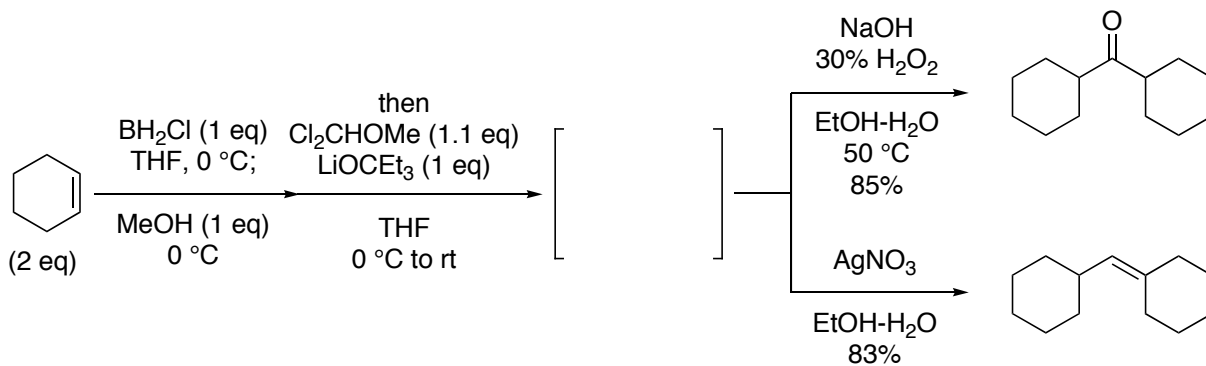 BH₂Cl (1 eq)
THF, 0 °C;
MeOH (1 eq)
0 °C
(2 eq)
then
Cl₂CHOMe (1.1 eq)
LiOCEt₃ (1 eq)
THF
0 °C to rt
NaOH
30% H₂O₂
EtOH-H₂O
50 °C
85%
O
AgNO₃
EtOH-H₂O
83%